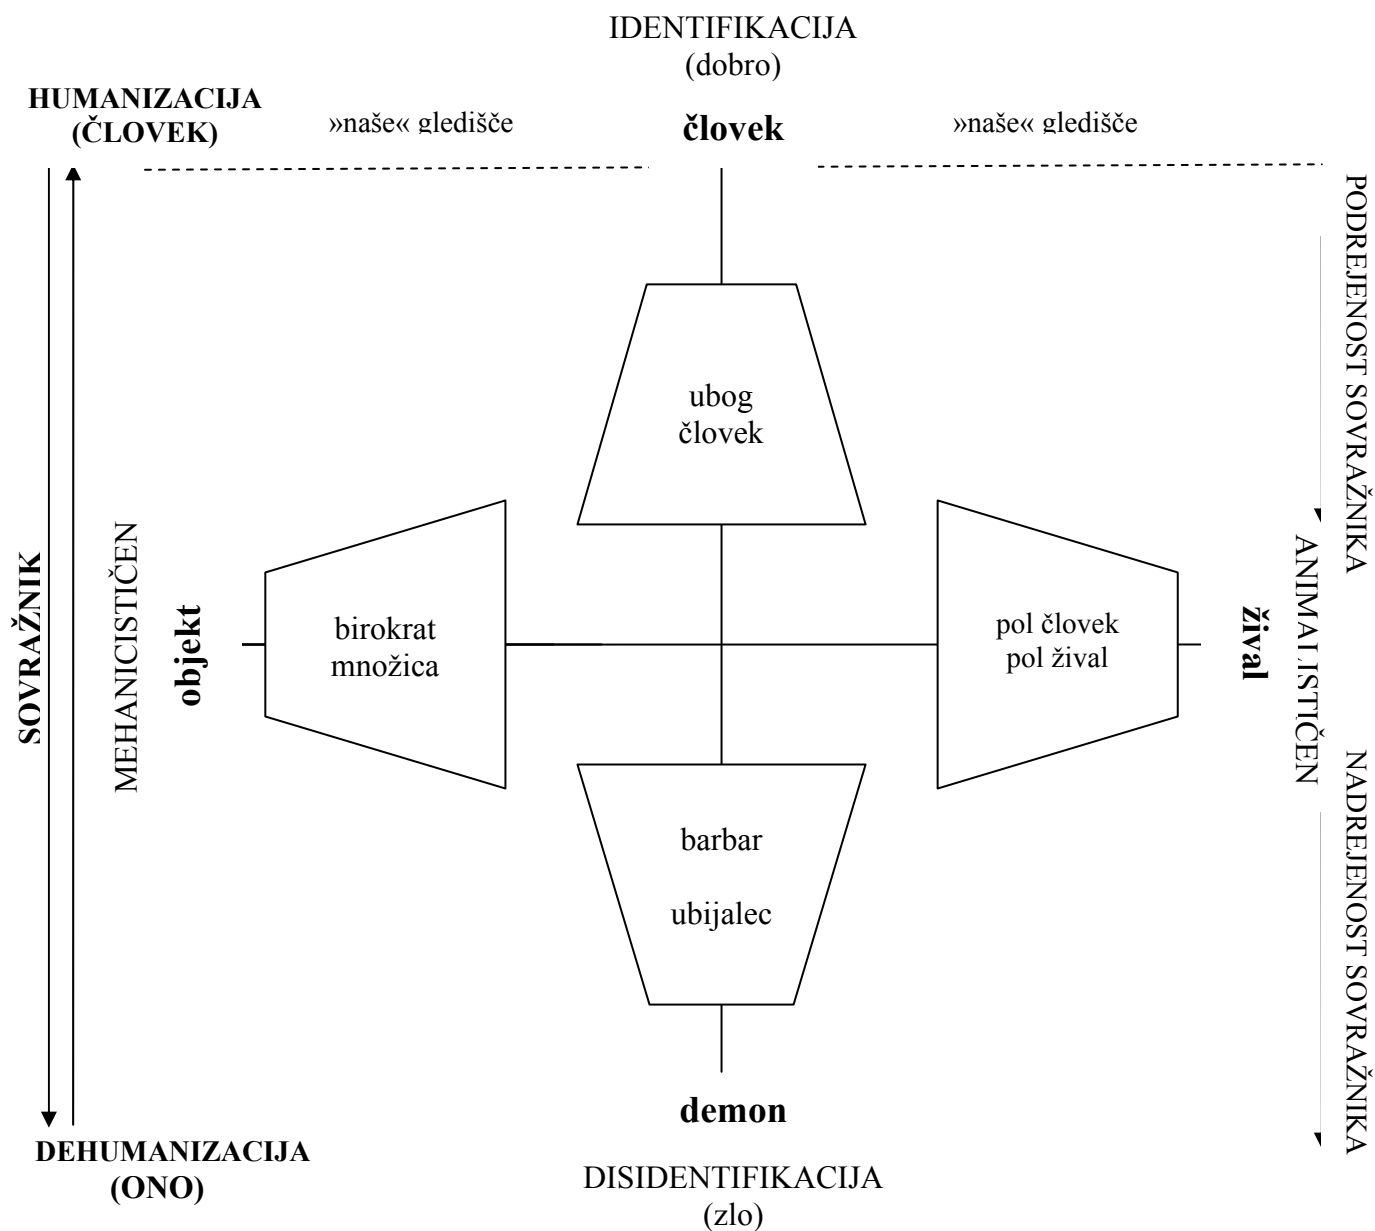 IDENTIFIKACIJA
(dobro)
HUMANIZACIJA
(ČLOVEK)
»naše« gledišče
človek
»naše« gledišče
PODREJENOST SOVRAŽNIKA
ubog
človek
SOVRAŽNIK
MEHANICISTIČEN
objekt
birokrat
množica
pol človek
pol žival
žival
ANIMALISTIČEN
barbar
ubijalec
NADREJENOST SOVRAŽNIKA
demon
DEHUMANIZACIJA
(ONO)
DISIDENTIFIKACIJA
(zlo)